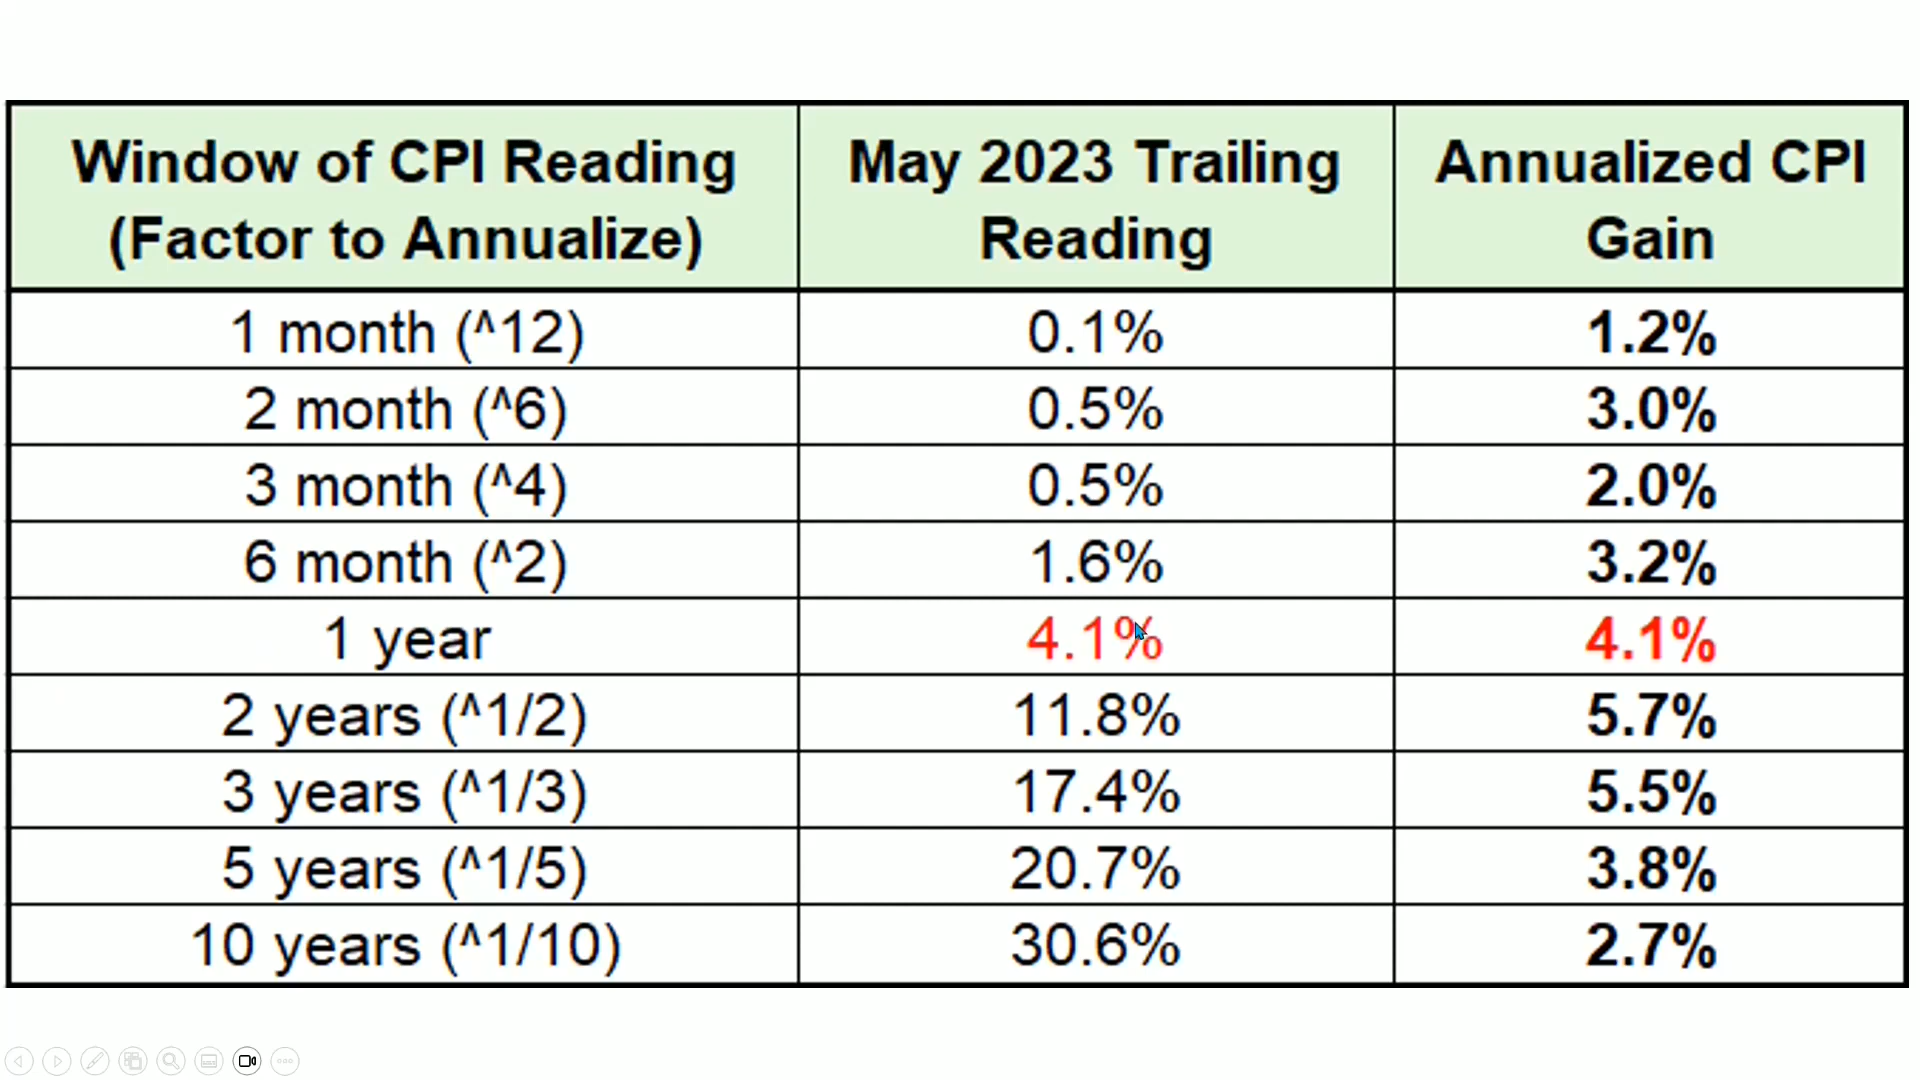 Window of CPI Reading (Factor to Annualize) May 2023 Trailing Reading Annualized CPI Gain
1 month (^12) 0.1% 1.2%
2 month (^6) 0.5% 3.0%
3 month (^4) 0.5% 2.0%
6 month (^2) 1.6% 3.2%
1 year 4.1% 4.1%
2 years (^1/2) 11.8% 5.7%
3 years (^1/3) 17.4% 5.5%
5 years (^1/5) 20.7% 3.8%
10 years (^1/10) 30.6% 2.7%